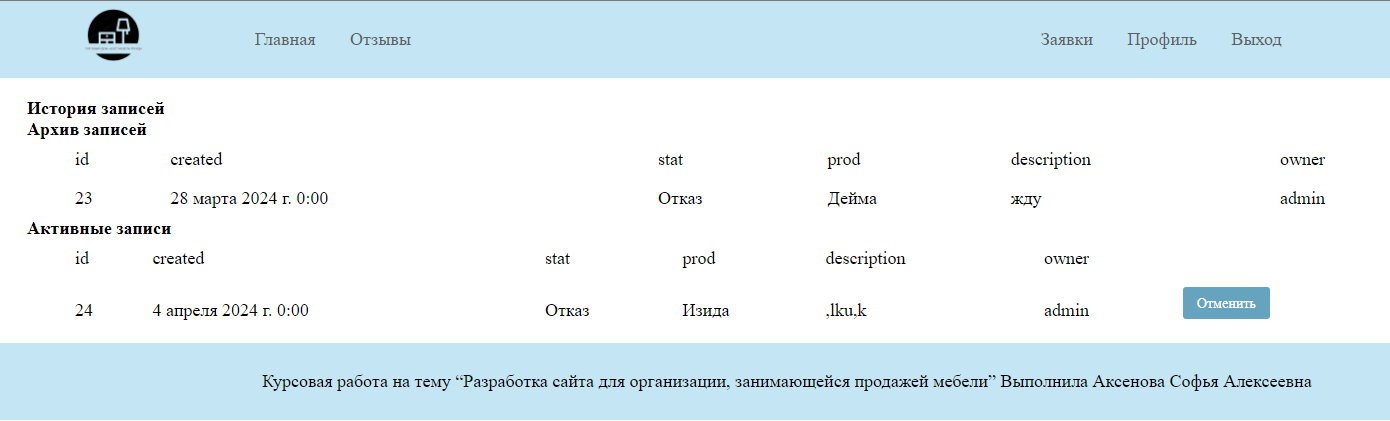 Главная Отзывы Заявки Профиль Выход
История записей
Архив записей
id created stat prod description owner
23 28 марта 2024 г. 0:00 Отказ Дейма жду admin
Активные записи
id created stat prod description owner
24 4 апреля 2024 г. 0:00 Отказ Изида ,lku,k admin Отменить
Курсовая работа на тему “Разработка сайта для организации, занимающейся продажей мебели” Выполнила Аксенова Софья Алексеевна